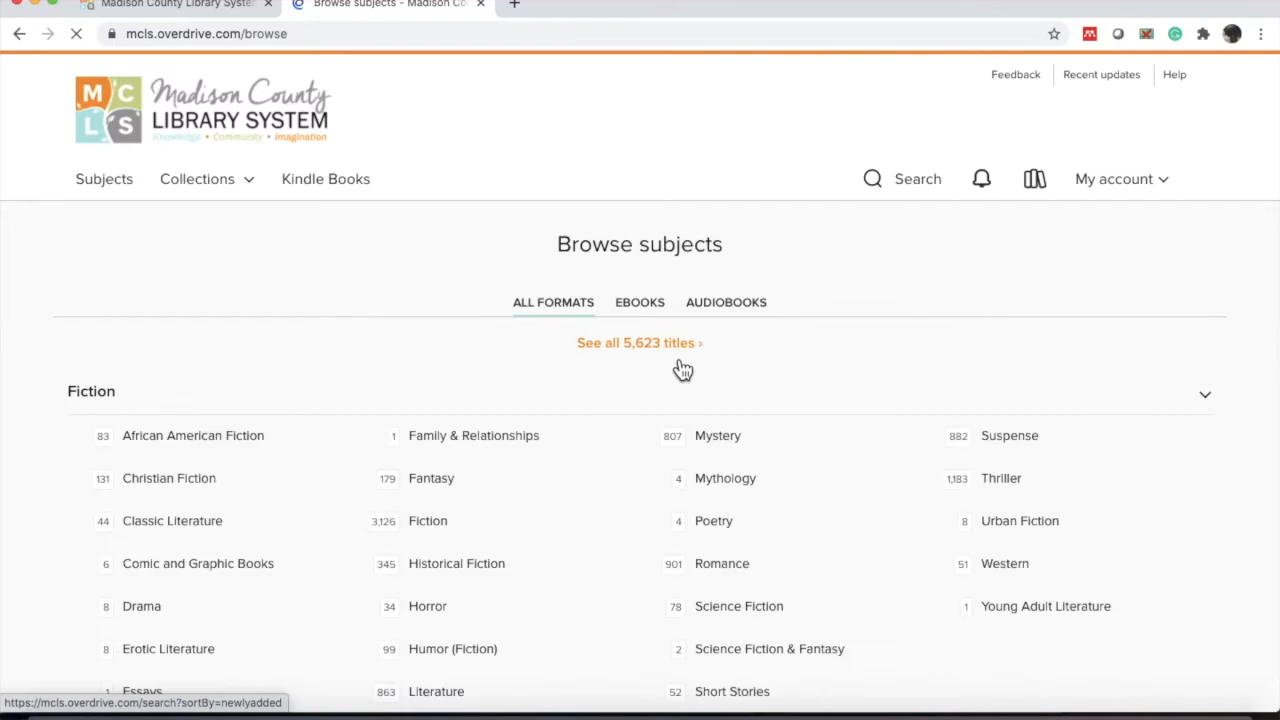 Madison County Library System
Browse subjects - Madison Co
mcls.overdrive.com/browse
Feedback
Recent updates
Help
M C L S
Madison County
LIBRARY SYSTEM
Knowledge • Community • Imagination
Subjects
Collections
Kindle Books
Search
My account
Browse subjects
ALL FORMATS
EBOOKS
AUDIOBOOKS
See all 5,623 titles ›
Fiction
83 African American Fiction
1 Family & Relationships
807 Mystery
882 Suspense
131 Christian Fiction
179 Fantasy
4 Mythology
1,183 Thriller
44 Classic Literature
3,126 Fiction
4 Poetry
8 Urban Fiction
6 Comic and Graphic Books
345 Historical Fiction
901 Romance
51 Western
8 Drama
34 Horror
78 Science Fiction
1 Young Adult Literature
8 Erotic Literature
99 Humor (Fiction)
2 Science Fiction & Fantasy
1 Essays
863 Literature
52 Short Stories
https://mcls.overdrive.com/search?sortBy=newlyadded